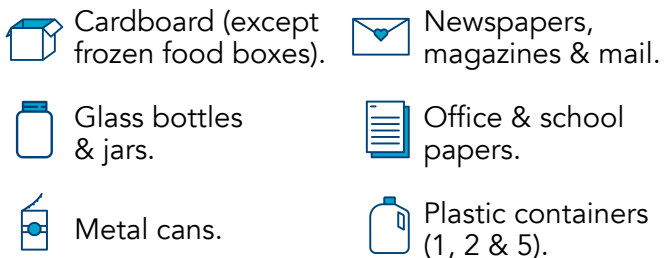 Cardboard (except
frozen food boxes).
Newspapers,
magazines & mail.
Glass bottles
& jars.
Office & school
papers.
Metal cans.
Plastic containers
(1, 2 & 5).